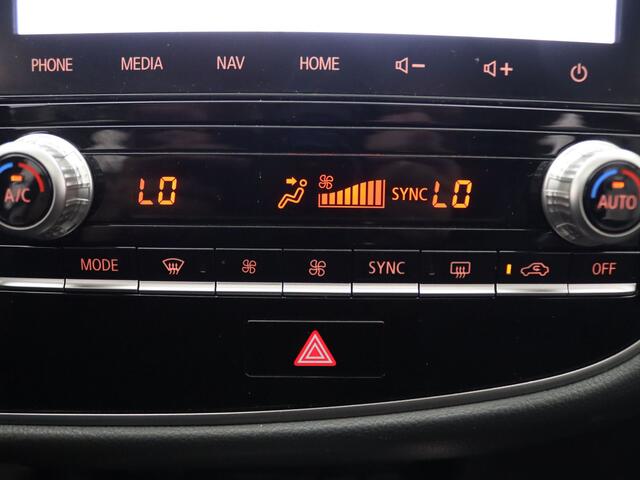 PHONE MEDIA NAV HOME
A/C LO SYNC LO AUTO
MODE SYNC OFF